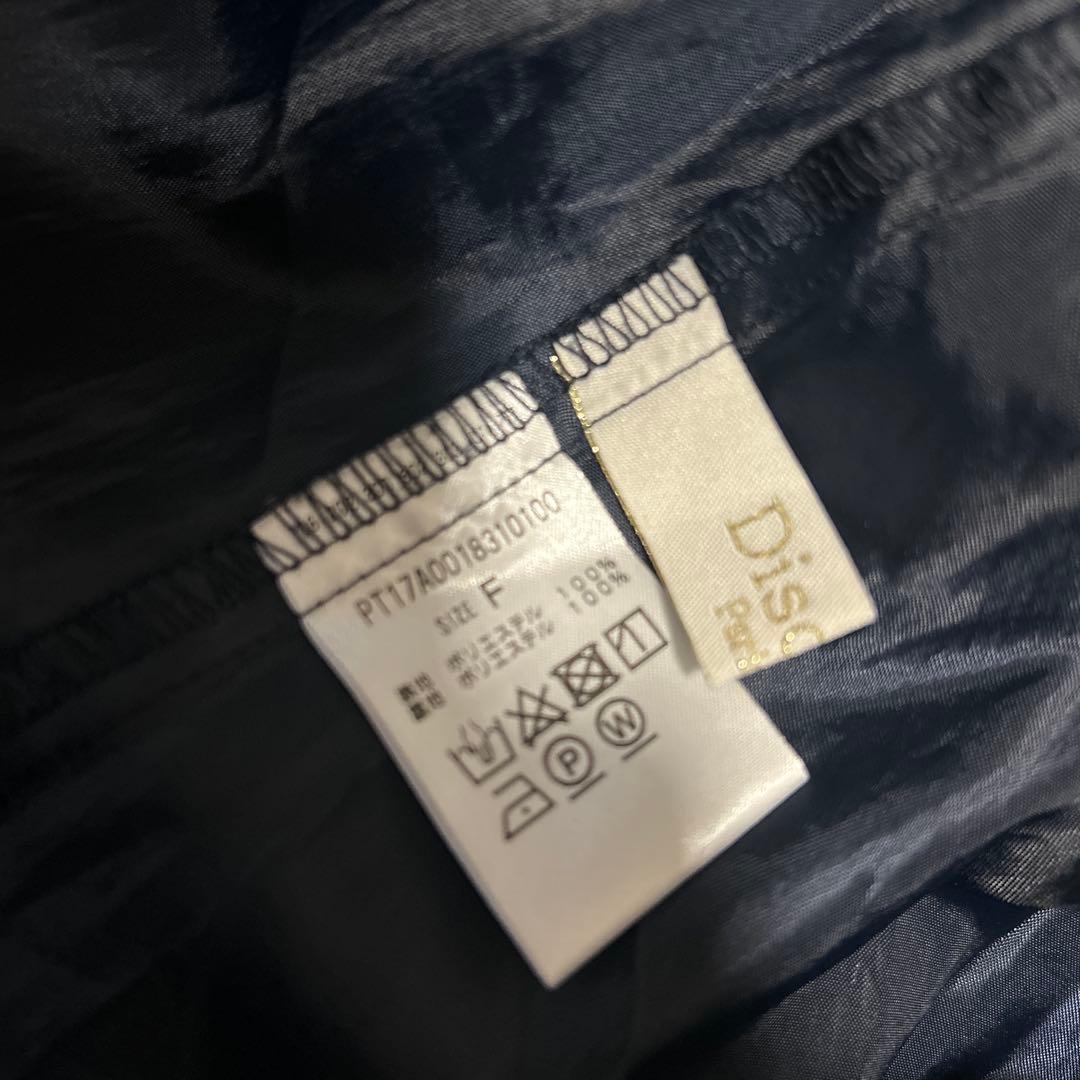 PT17A0018310100
SIZE F
表地 ポリエステル 100%
裏地 ポリエステル 100%
P W
Disc
Par